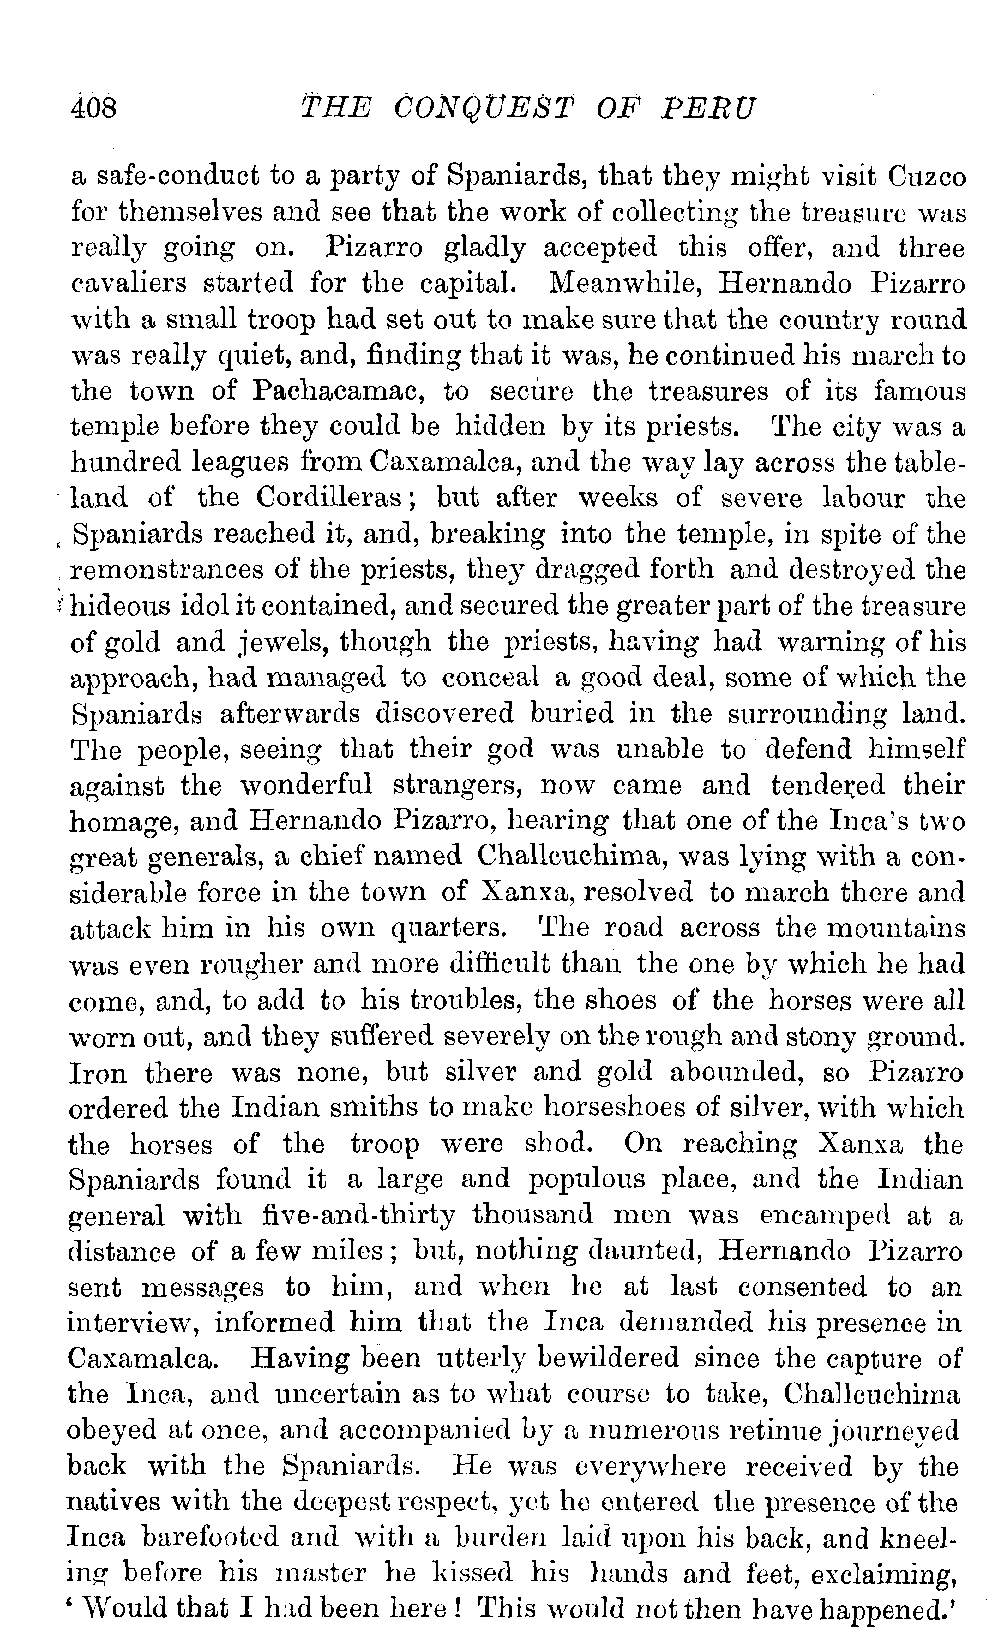 408 THE CONQUEST OF PERU
a safe-conduct to a party of Spaniards, that they might visit Cuzco
for themselves and see that the work of collecting the treasure was
really going on. Pizarro gladly accepted this offer, and three
cavaliers started for the capital. Meanwhile, Hernando Pizarro
with a small troop had set out to make sure that the country round
was really quiet, and, finding that it was, he continued his march to
the town of Pachacamac, to secure the treasures of its famous
temple before they could be hidden by its priests. The city was a
hundred leagues from Caxamalca, and the way lay across the table-
land of the Cordilleras; but after weeks of severe labour the
Spaniards reached it, and, breaking into the temple, in spite of the
remonstrances of the priests, they dragged forth and destroyed the
hideous idol it contained, and secured the greater part of the treasure
of gold and jewels, though the priests, having had warning of his
approach, had managed to conceal a good deal, some of which the
Spaniards afterwards discovered buried in the surrounding land.
The people, seeing that their god was unable to defend himself
against the wonderful strangers, now came and tendered their
homage, and Hernando Pizarro, hearing that one of the Inca's two
great generals, a chief named Challcuchima, was lying with a con-
siderable force in the town of Xanxa, resolved to march there and
attack him in his own quarters. The road across the mountains
was even rougher and more difficult than the one by which he had
come, and, to add to his troubles, the shoes of the horses were all
worn out, and they suffered severely on the rough and stony ground.
Iron there was none, but silver and gold abounded, so Pizarro
ordered the Indian smiths to make horseshoes of silver, with which
the horses of the troop were shod. On reaching Xanxa the
Spaniards found it a large and populous place, and the Indian
general with five-and-thirty thousand men was encamped at a
distance of a few miles; but, nothing daunted, Hernando Pizarro
sent messages to him, and when he at last consented to an
interview, informed him that the Inca demanded his presence in
Caxamalca. Having been utterly bewildered since the capture of
the Inca, and uncertain as to what course to take, Challcuchima
obeyed at once, and accompanied by a numerous retinue journeyed
back with the Spaniards. He was everywhere received by the
natives with the deepest respect, yet he entered the presence of the
Inca barefooted and with a burden laid upon his back, and kneel-
ing before his master he kissed his hands and feet, exclaiming,
‘Would that I had been here! This would not then have happened.’